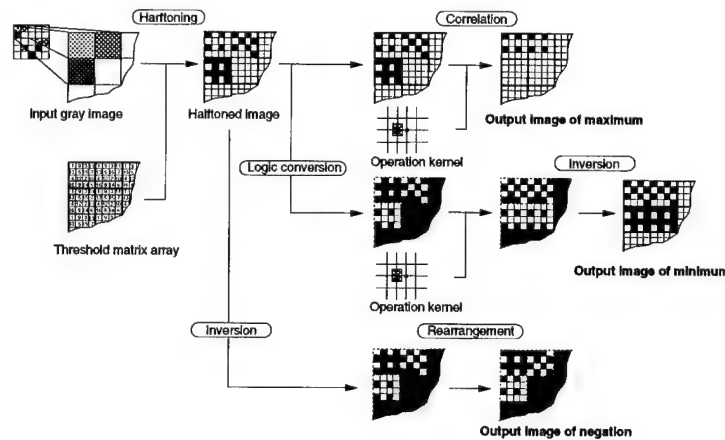 Harftoning
Correlation
Input gray image
Halftoned image
Output image of maximum
Operation kernel
Logic conversion
Inversion
Threshold matrix array
Output image of minimum
Operation kernel
Inversion
Rearrangement
Output image of negation